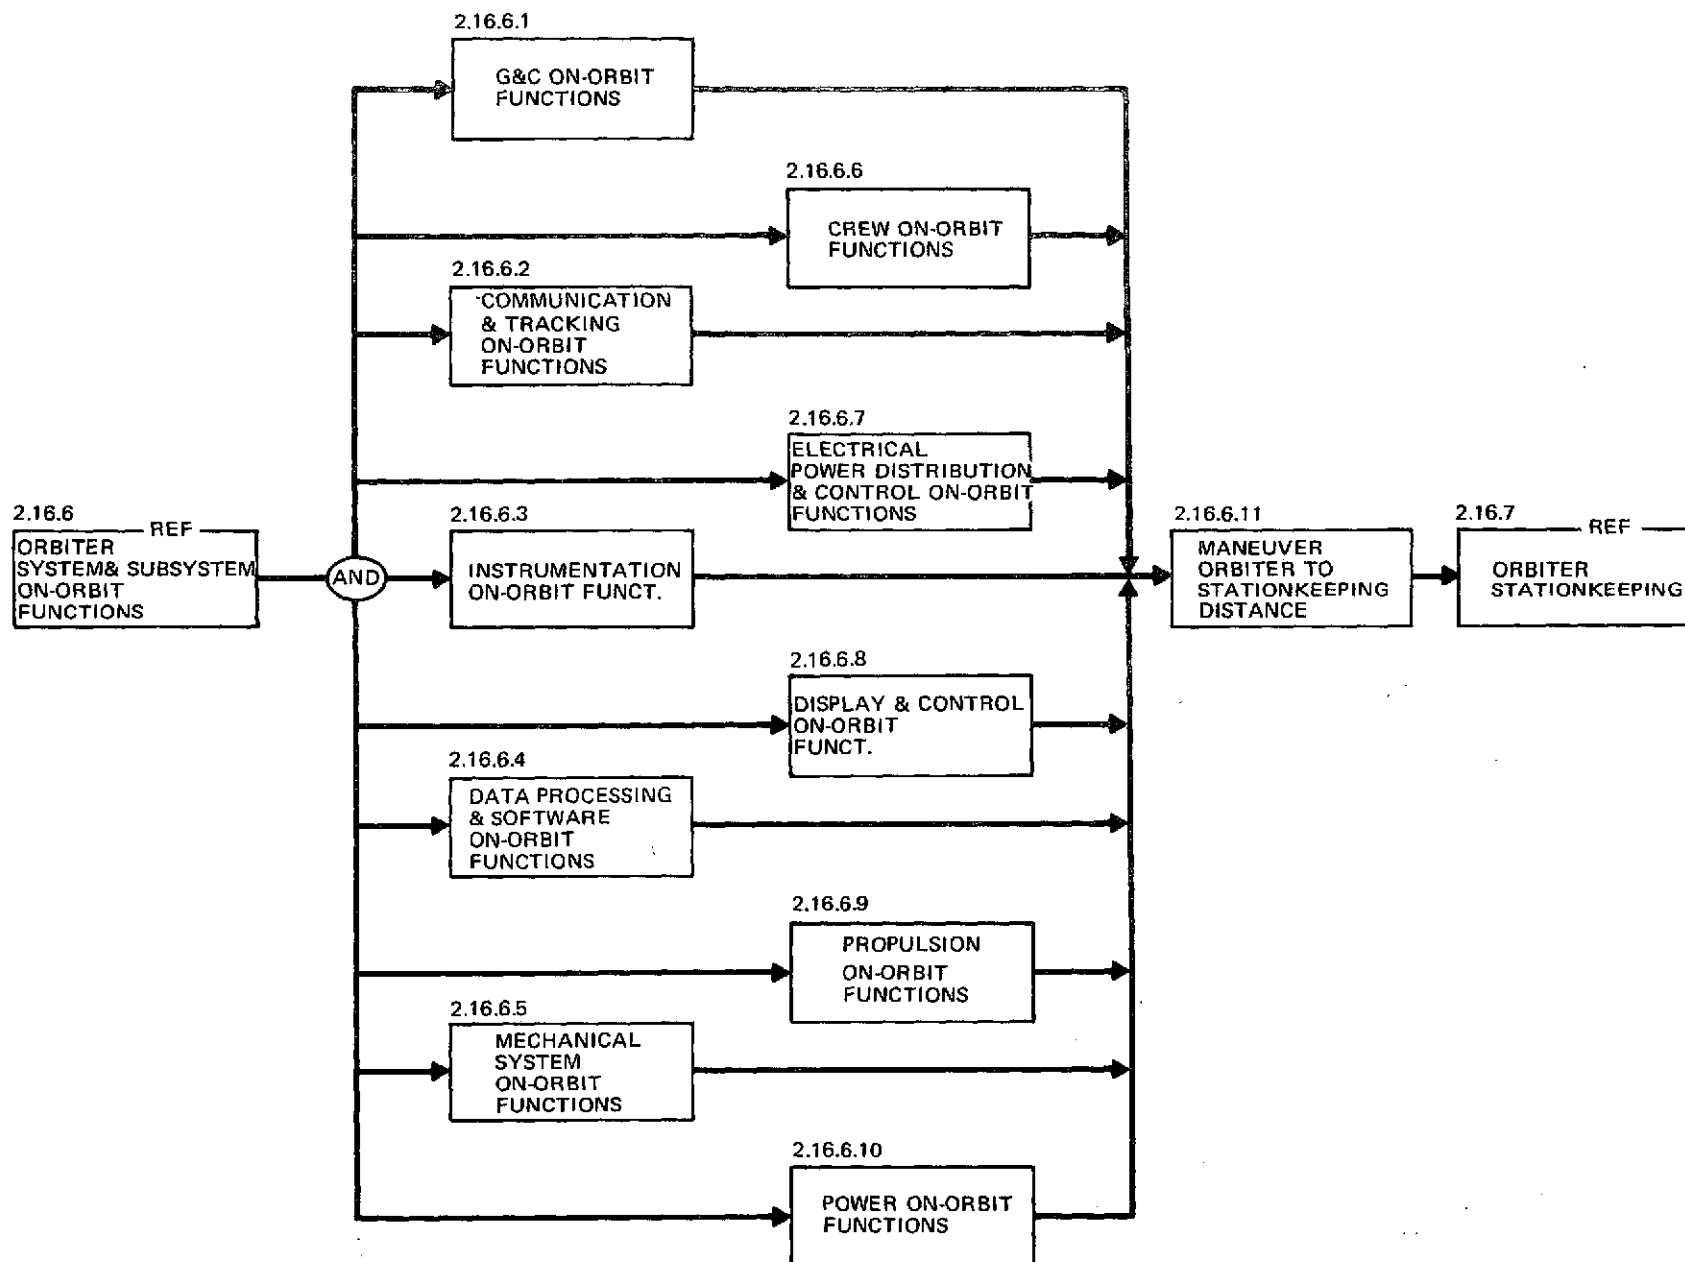 2.16.6.1
G&C ON-ORBIT
FUNCTIONS
2.16.6.6
CREW ON-ORBIT
FUNCTIONS
2.16.6.2
COMMUNICATION
& TRACKING
ON-ORBIT
FUNCTIONS
2.16.6.7
ELECTRICAL
POWER DISTRIBUTION
& CONTROL ON-ORBIT
FUNCTIONS
2.16.6
REF
ORBITER
SYSTEM& SUBSYSTEM
ON-ORBIT
FUNCTIONS
AND
2.16.6.3
INSTRUMENTATION
ON-ORBIT FUNCT.
2.16.6.11
MANEUVER
ORBITER TO
STATIONKEEPING
DISTANCE
2.16.7
REF
ORBITER
STATIONKEEPING
2.16.6.8
DISPLAY & CONTROL
ON-ORBIT
FUNCT.
2.16.6.4
DATA PROCESSING
& SOFTWARE
ON-ORBIT
FUNCTIONS
2.16.6.9
PROPULSION
ON-ORBIT
FUNCTIONS
2.16.6.5
MECHANICAL
SYSTEM
ON-ORBIT
FUNCTIONS
2.16.6.10
POWER ON-ORBIT
FUNCTIONS